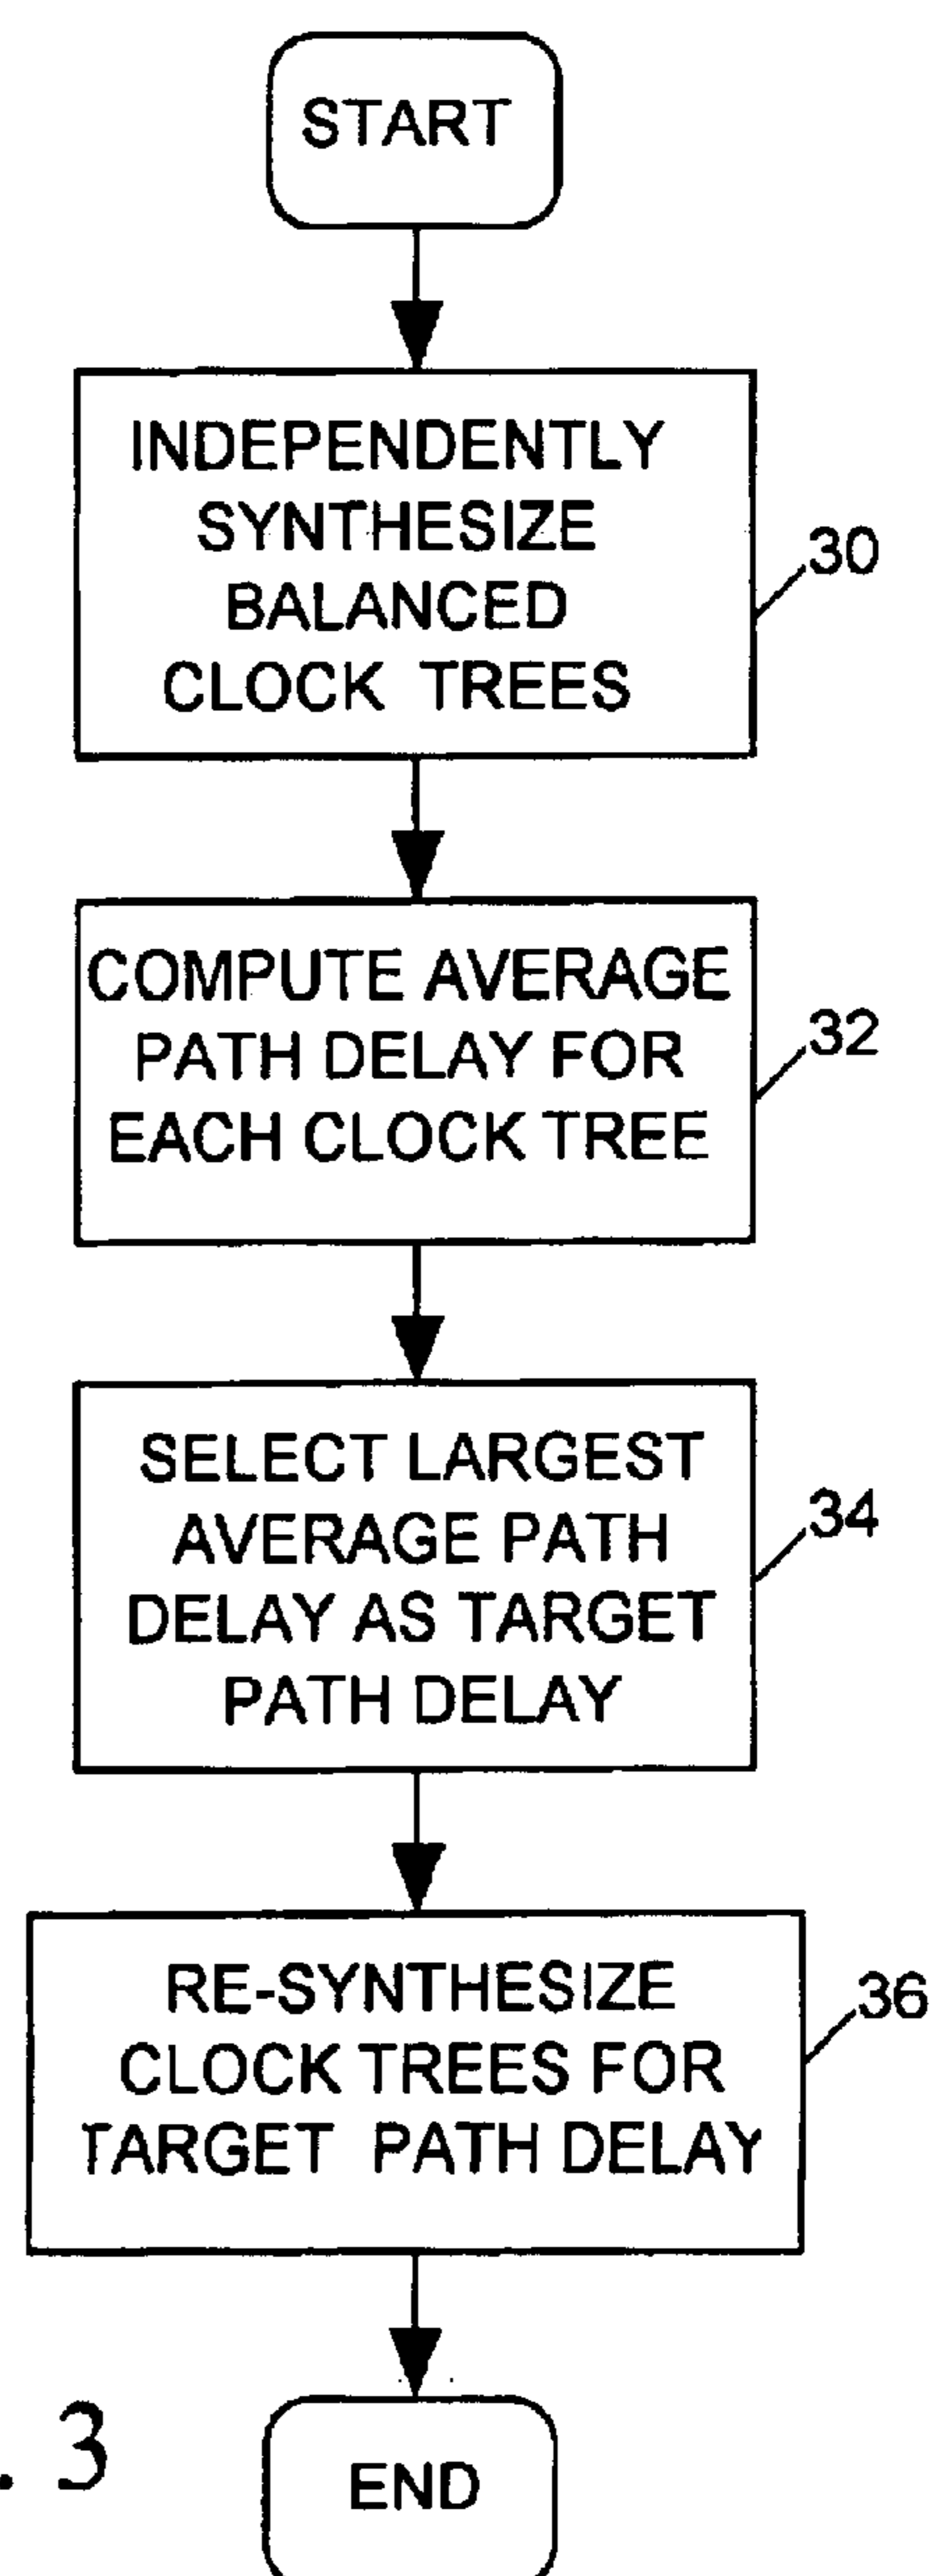 START
INDEPENDENTLY
SYNTHESIZE
BALANCED
CLOCK TREES
30
COMPUTE AVERAGE
PATH DELAY FOR
EACH CLOCK TREE
32
SELECT LARGEST
AVERAGE PATH
DELAY AS TARGET
PATH DELAY
34
RE-SYNTHESIZE
CLOCK TREES FOR
TARGET PATH DELAY
36
. 3
END